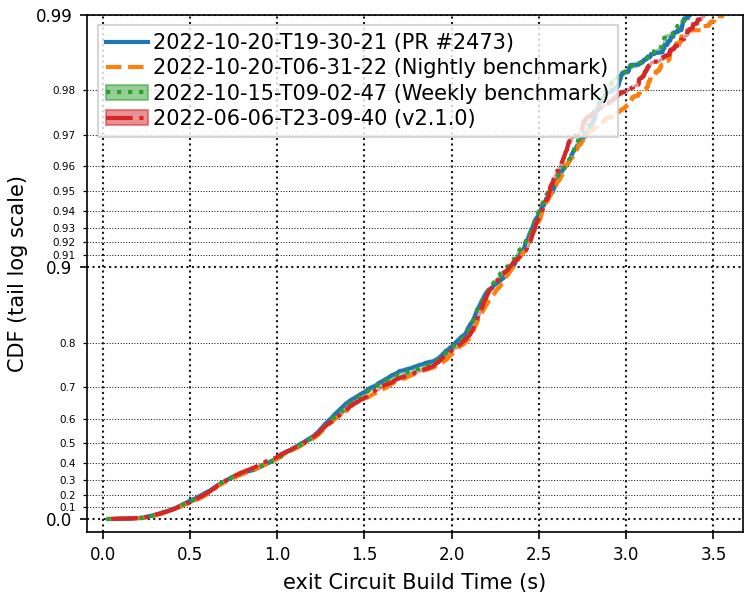 2022-10-20-T19-30-21 (PR #2473)
2022-10-20-T06-31-22 (Nightly benchmark)
2022-10-15-T09-02-47 (Weekly benchmark)
2022-06-06-T23-09-40 (v2.1.0)
CDF (tail log scale)
0.99
0.98
0.97
0.96
0.95
0.94
0.93
0.92
0.91
0.9
0.8
0.7
0.6
0.5
0.4
0.3
0.2
0.1
0.0
0.0 0.5 1.0 1.5 2.0 2.5 3.0 3.5
exit Circuit Build Time (s)